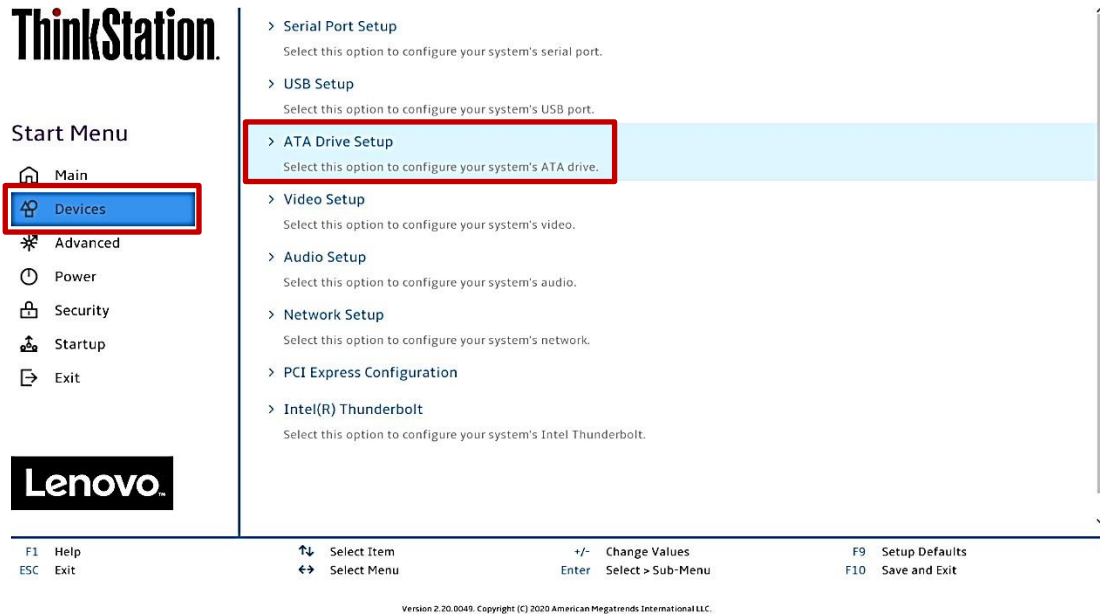 ThinkStation.
Start Menu
Main
Devices
Advanced
Power
Security
Startup
Exit
Lenovo™
> Serial Port Setup
Select this option to configure your system's serial port.
> USB Setup
Select this option to configure your system's USB port.
> ATA Drive Setup
Select this option to configure your system's ATA drive.
> Video Setup
Select this option to configure your system's video.
> Audio Setup
Select this option to configure your system's audio.
> Network Setup
Select this option to configure your system's network.
> PCI Express Configuration
> Intel(R) Thunderbolt
Select this option to configure your system's Intel Thunderbolt.
F1 Help ↑↓ Select Item +/- Change Values F9 Setup Defaults
ESC Exit ↔ Select Menu Enter Select > Sub-Menu F10 Save and Exit
Version 2.20.0049. Copyright (C) 2020 American Megatrends International LLC.